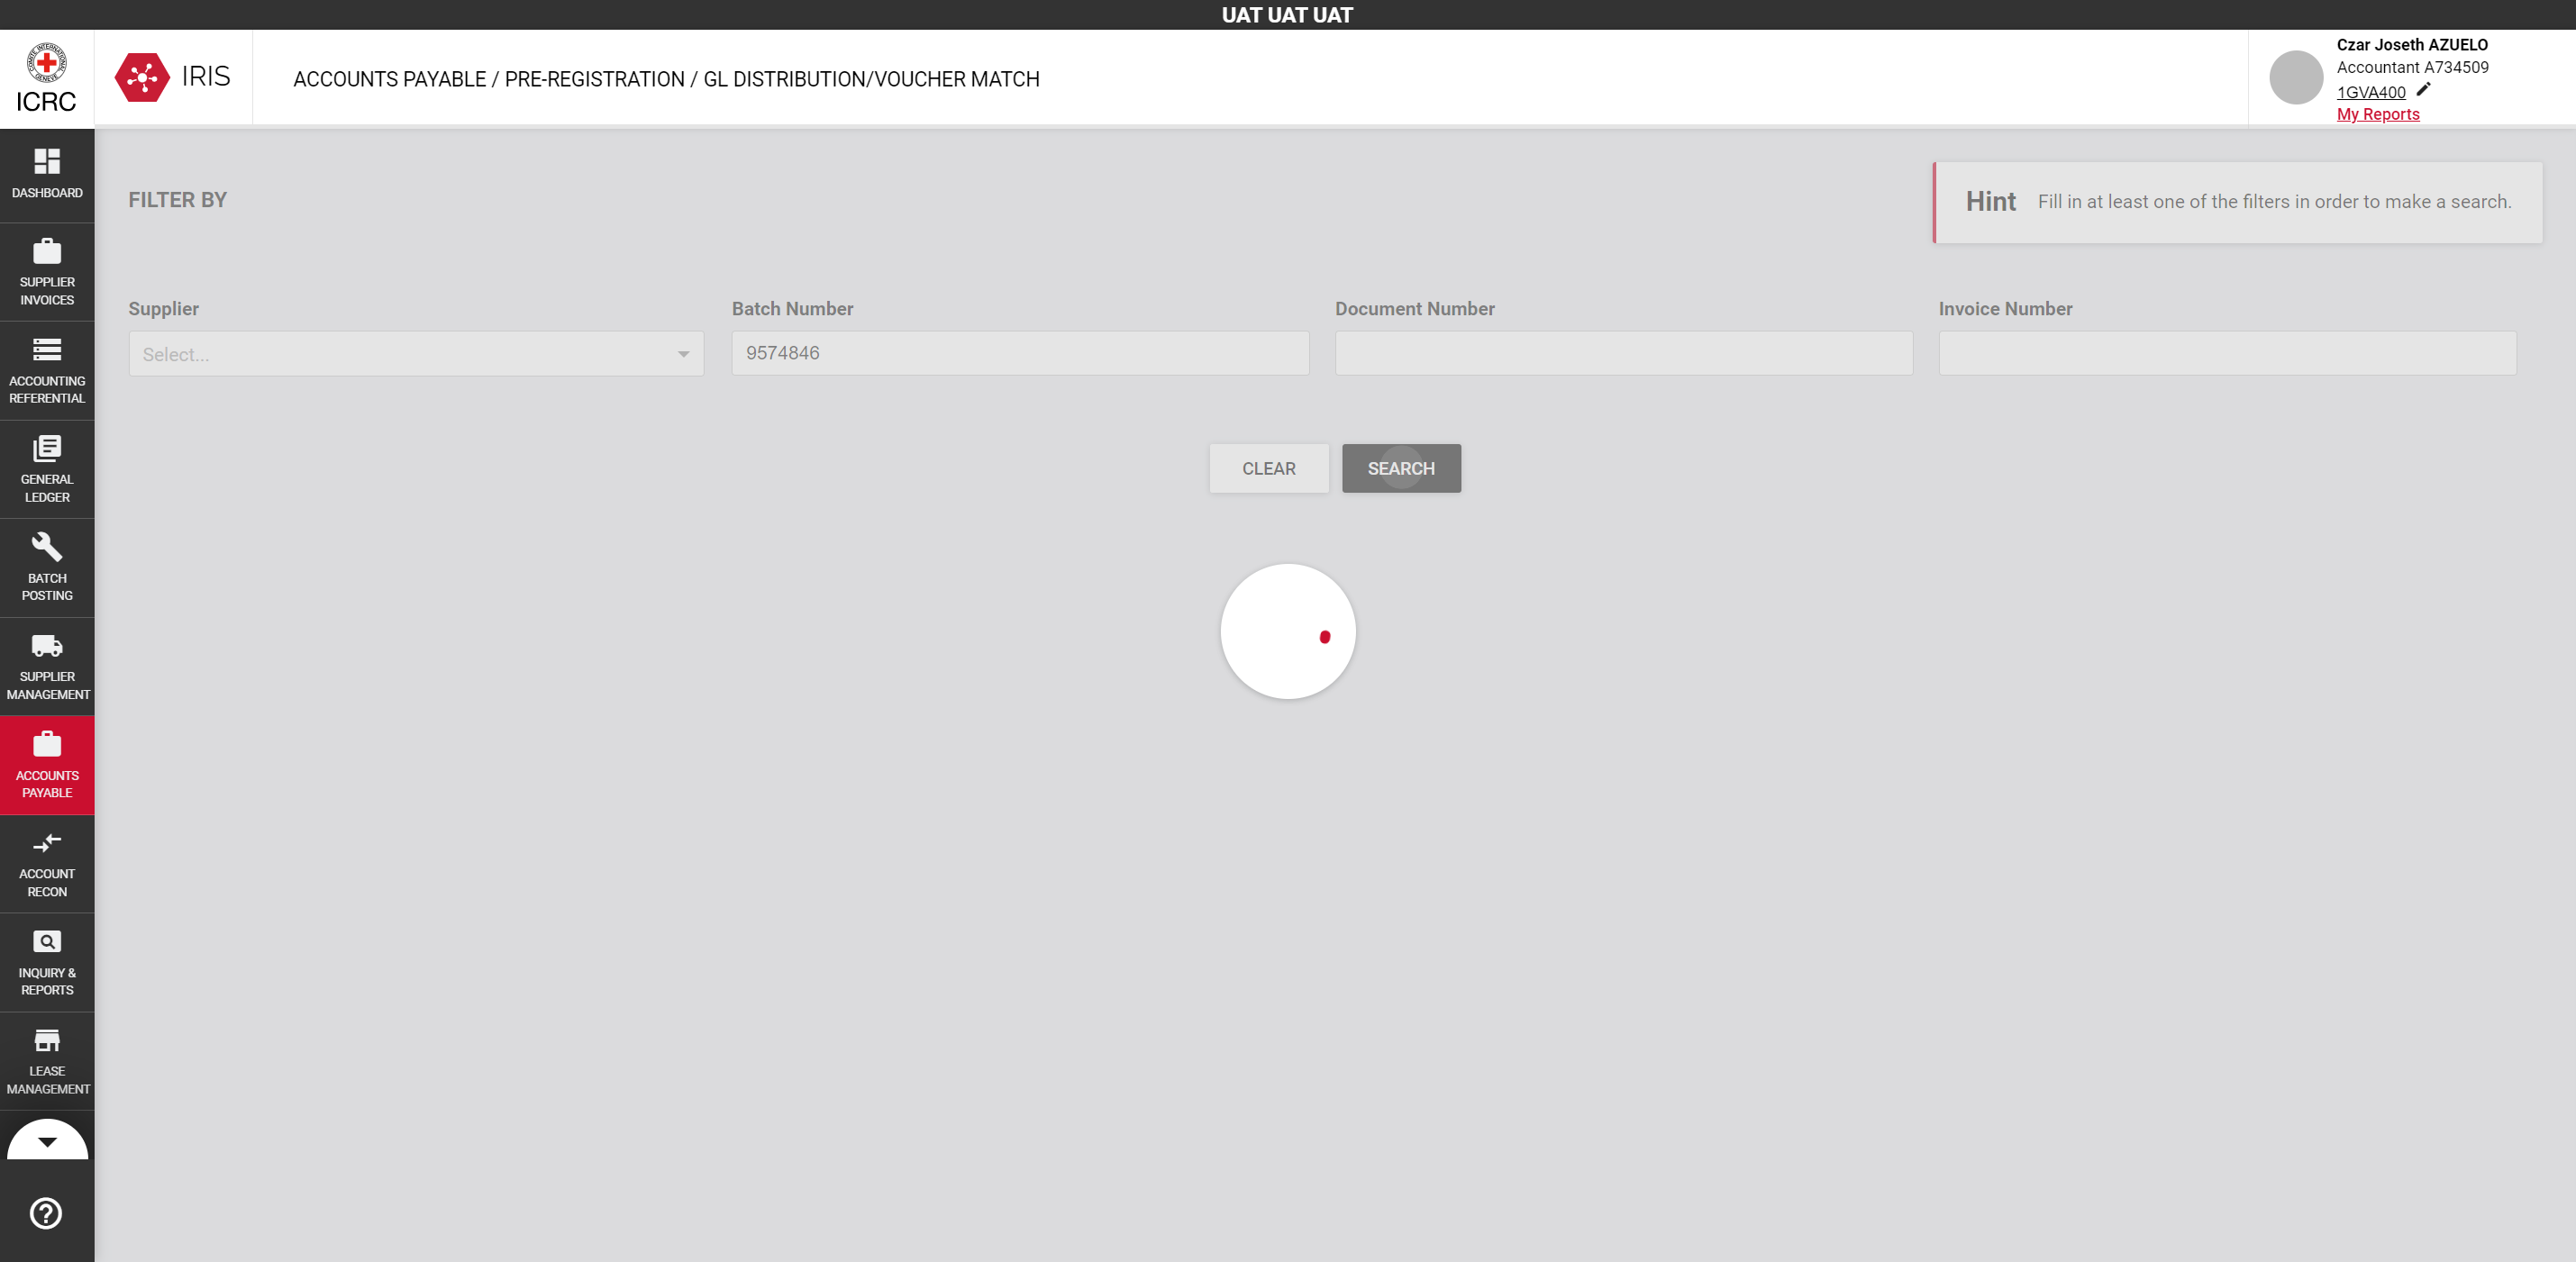 UAT UAT UAT
ICRC
IRIS
ACCOUNTS PAYABLE / PRE-REGISTRATION / GL DISTRIBUTION/VOUCHER MATCH
Czar Joseth AZUELO
Accountant A734509
1GVA400
My Reports
DASHBOARD
SUPPLIER
INVOICES
ACCOUNTING
REFERENTIAL
GENERAL
LEDGER
BATCH
POSTING
SUPPLIER
MANAGEMENT
ACCOUNTS
PAYABLE
ACCOUNT
RECON
INQUIRY &
REPORTS
LEASE
MANAGEMENT
FILTER BY
Hint Fill in at least one of the filters in order to make a search.
Supplier
Select...
Batch Number
9574846
Document Number
Invoice Number
CLEAR
SEARCH